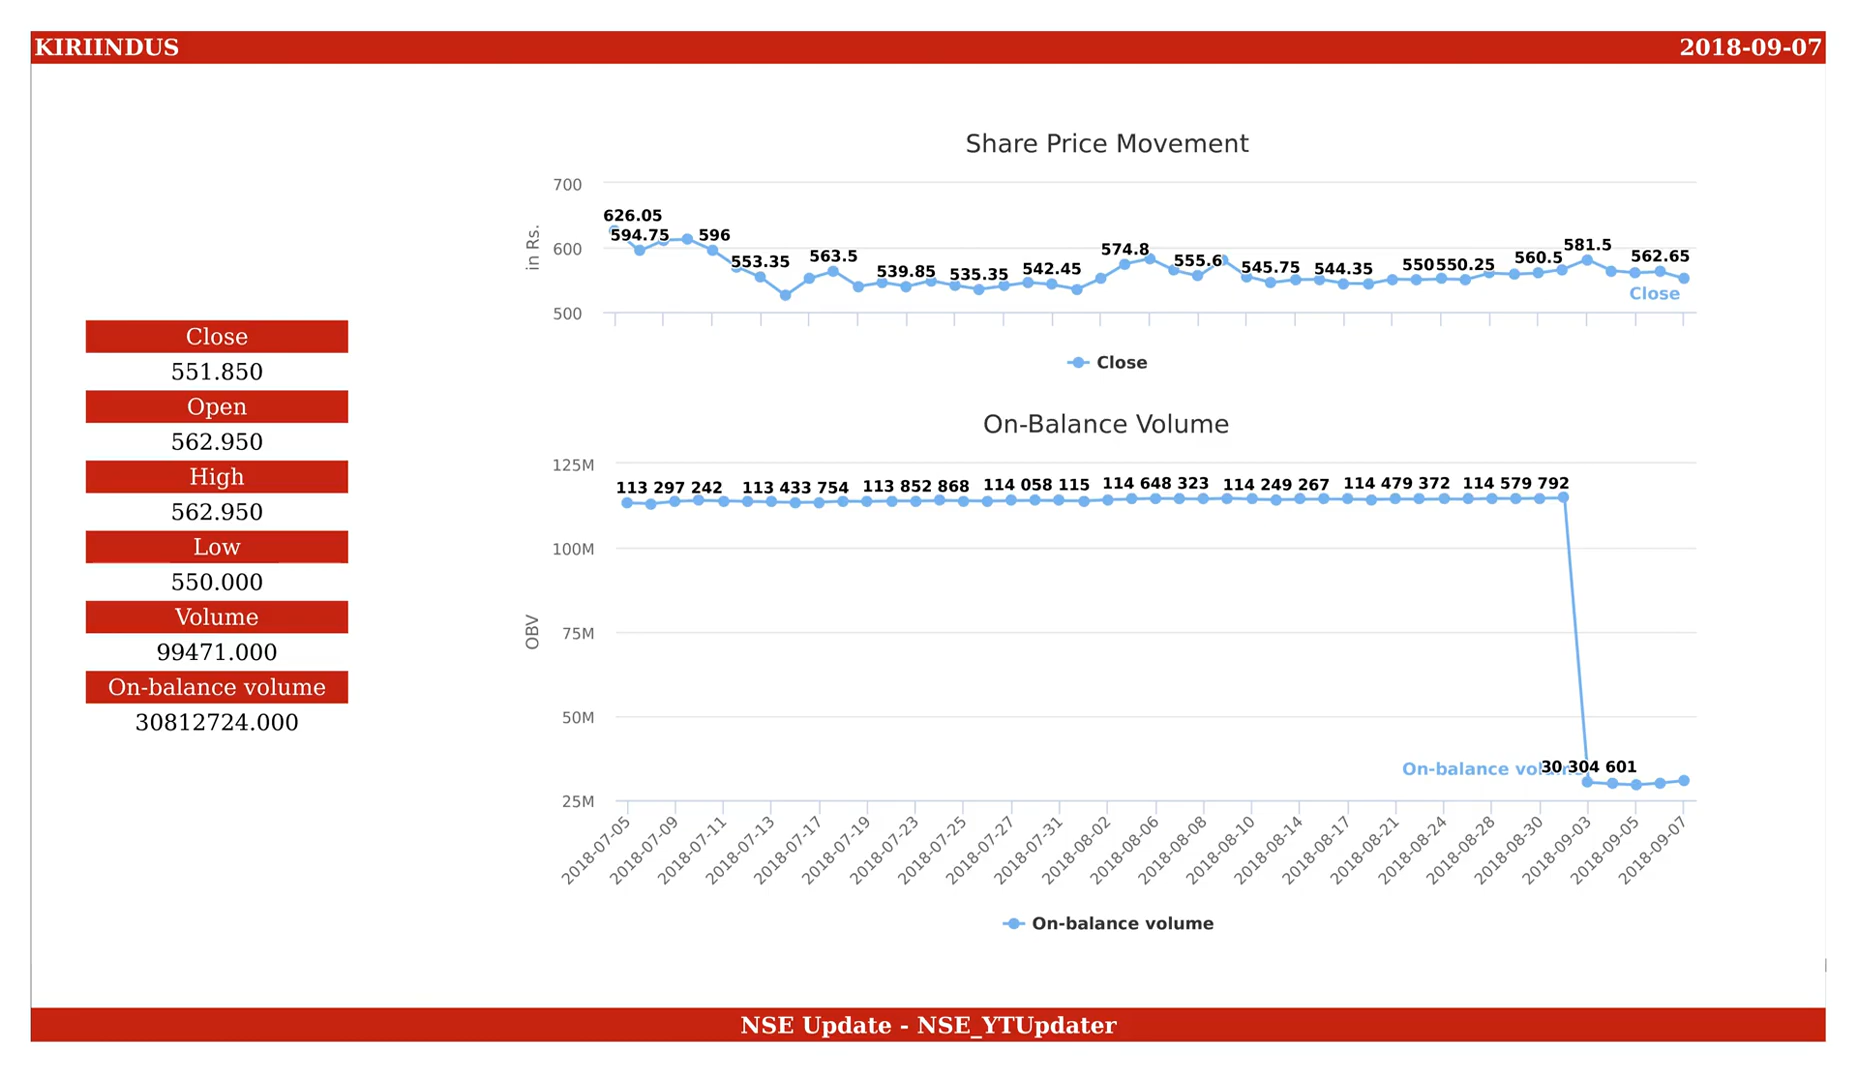 KIRIINDUS
2018-09-07
Close
551.850
Open
562.950
High
562.950
Low
550.000
Volume
99471.000
On-balance volume
30812724.000
Share Price Movement
in Rs.
700
600
500
626.05
594.75
596
553.35
563.5
539.85
535.35
542.45
574.8
555.6
545.75
544.35
550
550.25
560.5
581.5
562.65
Close
Close
On-Balance Volume
OBV
125M
100M
75M
50M
25M
113 297 242
113 433 754
113 852 868
114 058 115
114 648 323
114 249 267
114 479 372
114 579 792
On-balance volume
30 304 601
2018-07-05
2018-07-09
2018-07-11
2018-07-13
2018-07-17
2018-07-19
2018-07-23
2018-07-25
2018-07-27
2018-07-31
2018-08-02
2018-08-06
2018-08-08
2018-08-10
2018-08-14
2018-08-17
2018-08-21
2018-08-24
2018-08-28
2018-08-30
2018-09-03
2018-09-05
2018-09-07
On-balance volume
NSE Update - NSE_YTUpdater